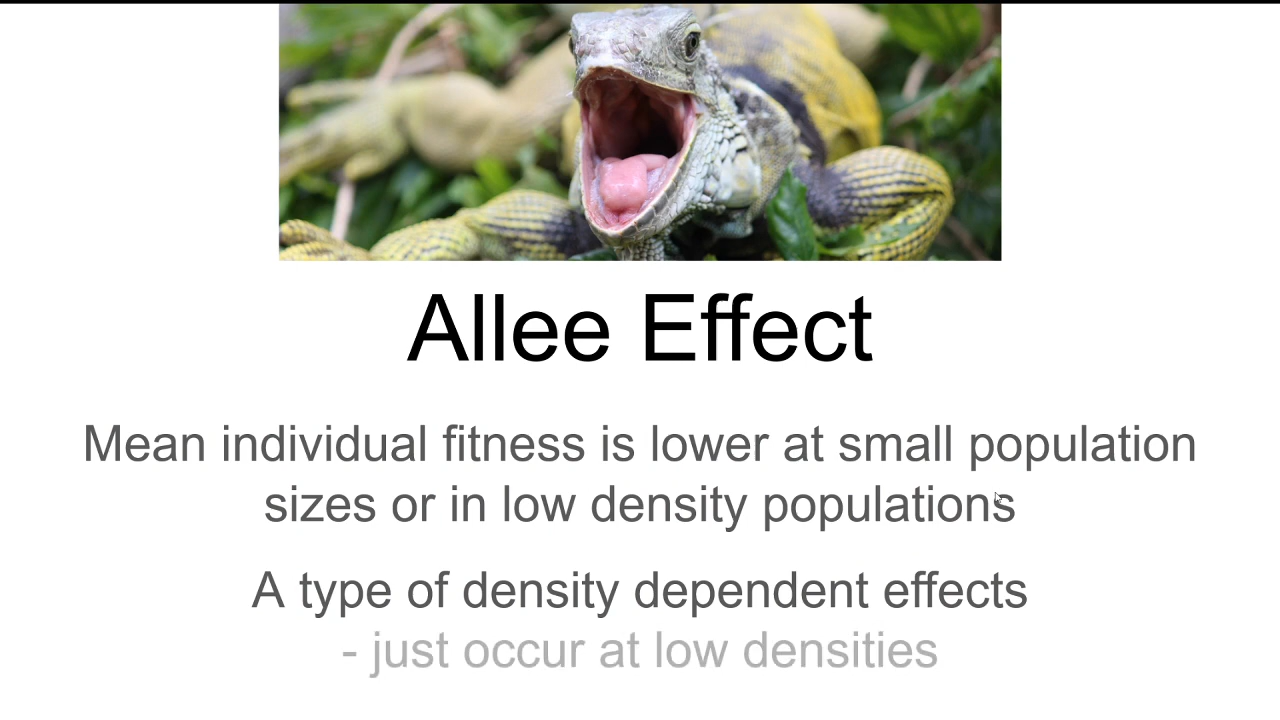 Allee Effect
Mean individual fitness is lower at small population
sizes or in low density populations
A type of density dependent effects
- just occur at low densities